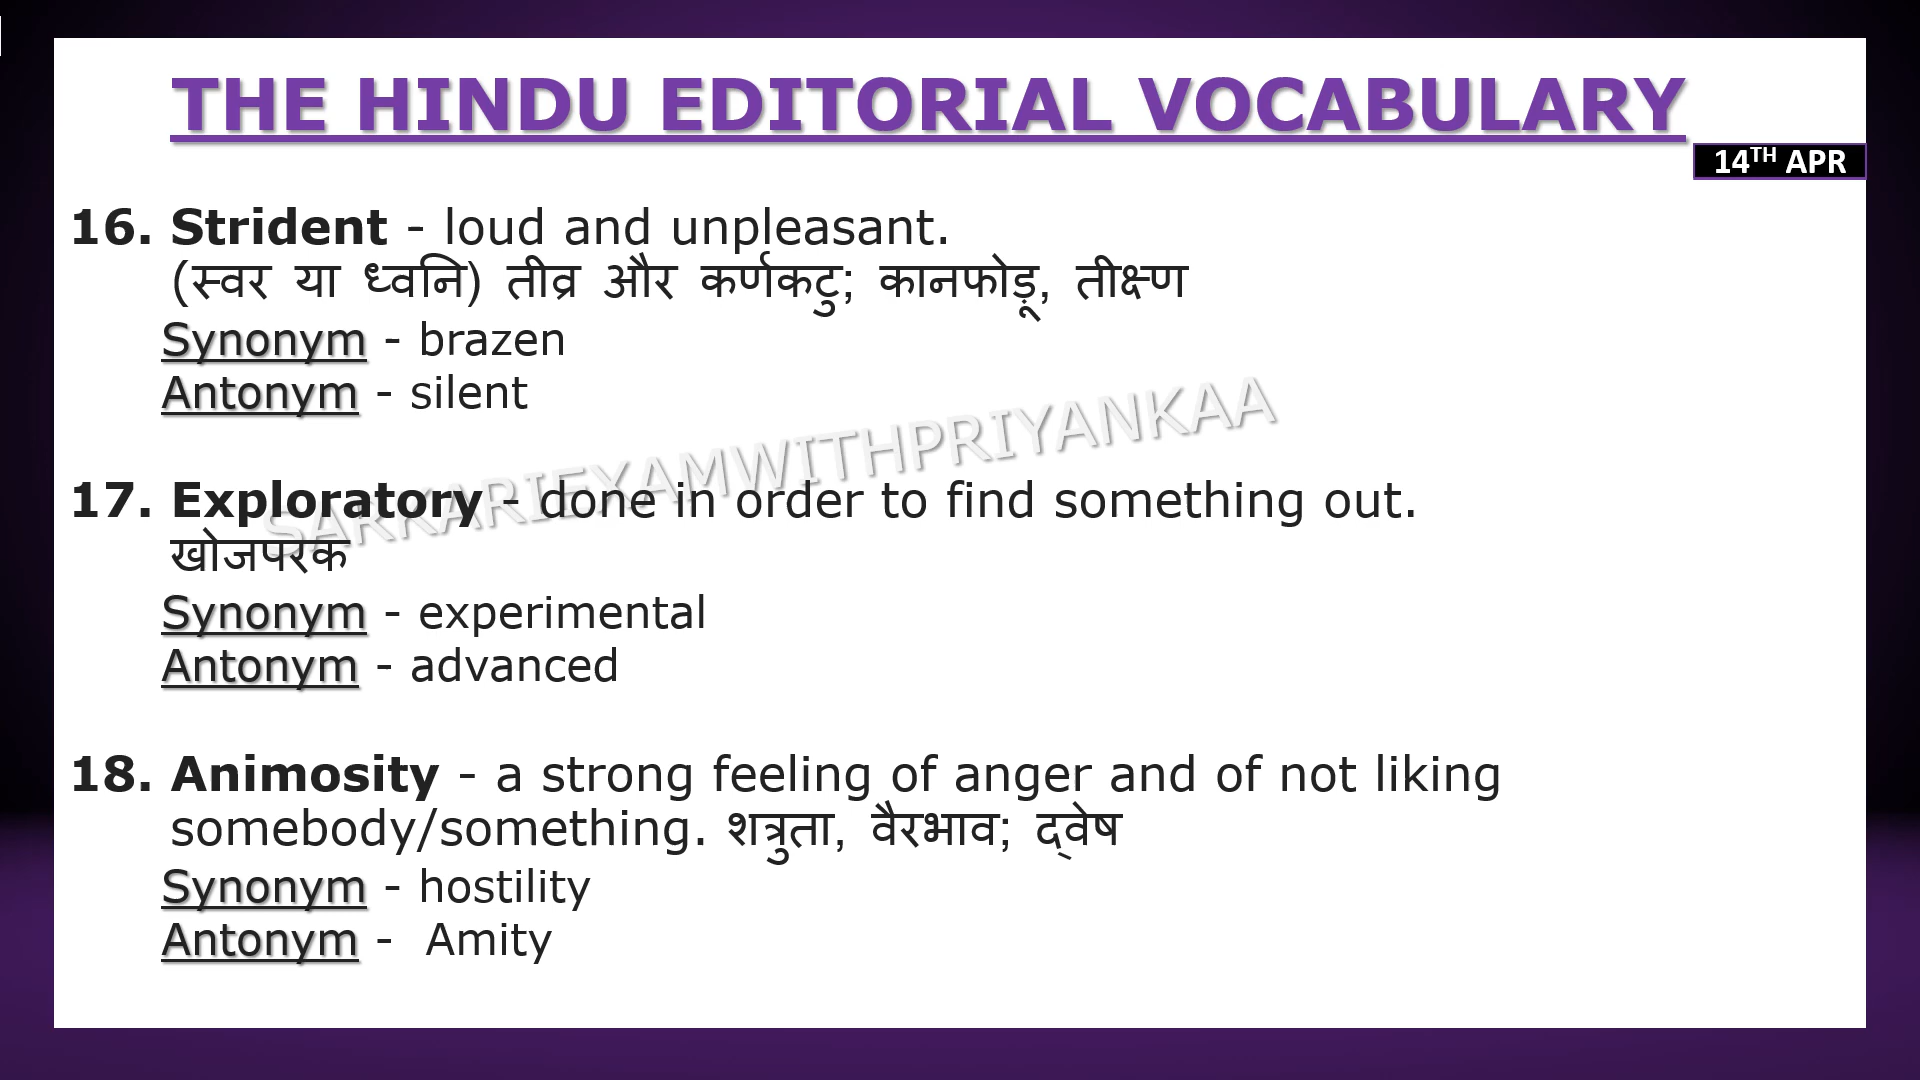 THE HINDU EDITORIAL VOCABULARY
14TH APR
16. Strident - loud and unpleasant.
(स्वर या ध्वनि) तीव्र और कर्णकटु; कानफोड़ू, तीक्ष्ण
Synonym - brazen
Antonym - silent
SARKARIEXAMWITHPRIYANKAA
17. Exploratory - done in order to find something out.
खोजपरक
Synonym - experimental
Antonym - advanced
18. Animosity - a strong feeling of anger and of not liking
somebody/something. शत्रुता, वैरभाव; द्वेष
Synonym - hostility
Antonym - Amity